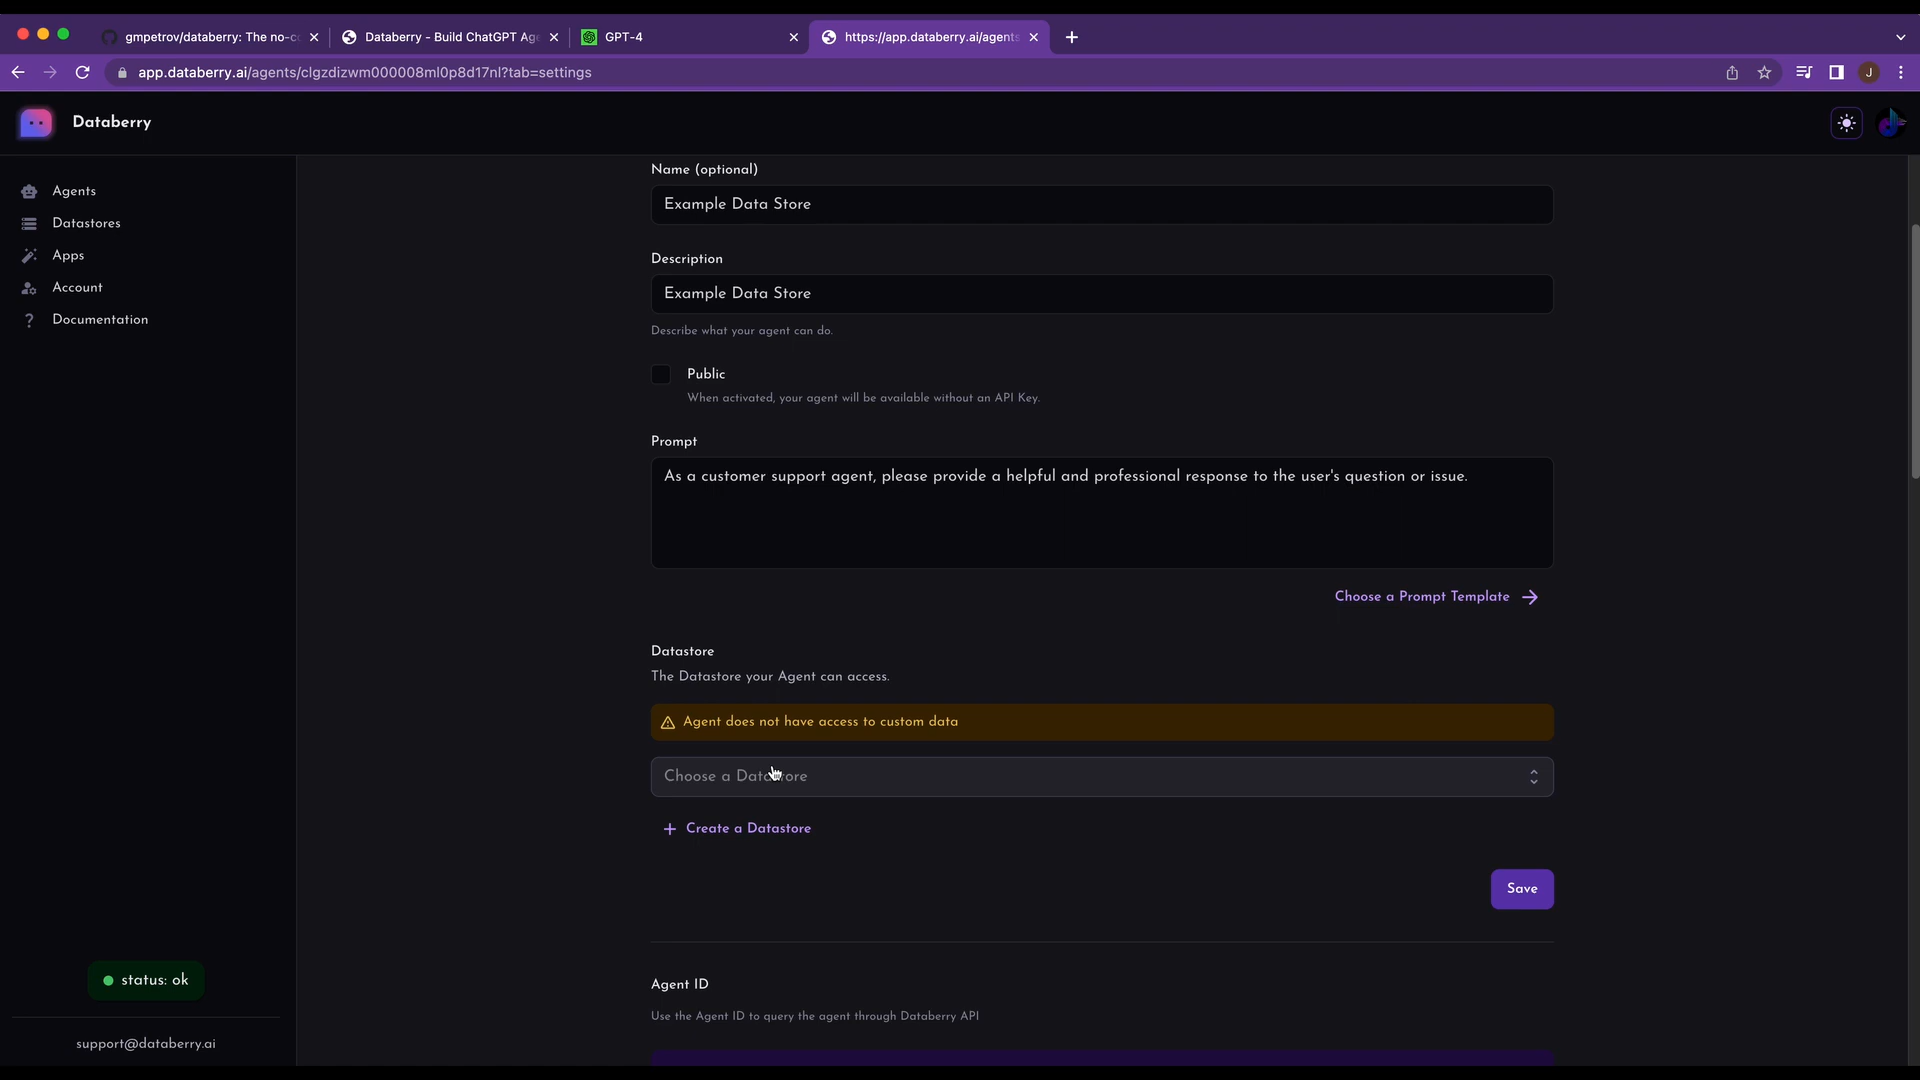 gmpetrov/databerry: The no-c
Databerry - Build ChatGPT Age
GPT-4
https://app.databerry.ai/agents
app.databerry.ai/agents/clgzdizwm000008ml0p8d17nl?tab=settings
J
Databerry
Agents
Datastores
Apps
Account
? Documentation
Name (optional)
Example Data Store
Description
Example Data Store
Describe what your agent can do.
Public
When activated, your agent will be available without an API Key.
Prompt
As a customer support agent, please provide a helpful and professional response to the user's question or issue.
Choose a Prompt Template →
Datastore
The Datastore your Agent can access.
Agent does not have access to custom data
Choose a Datastore
+ Create a Datastore
Save
Agent ID
Use the Agent ID to query the agent through Databerry API
status: ok
support@databerry.ai